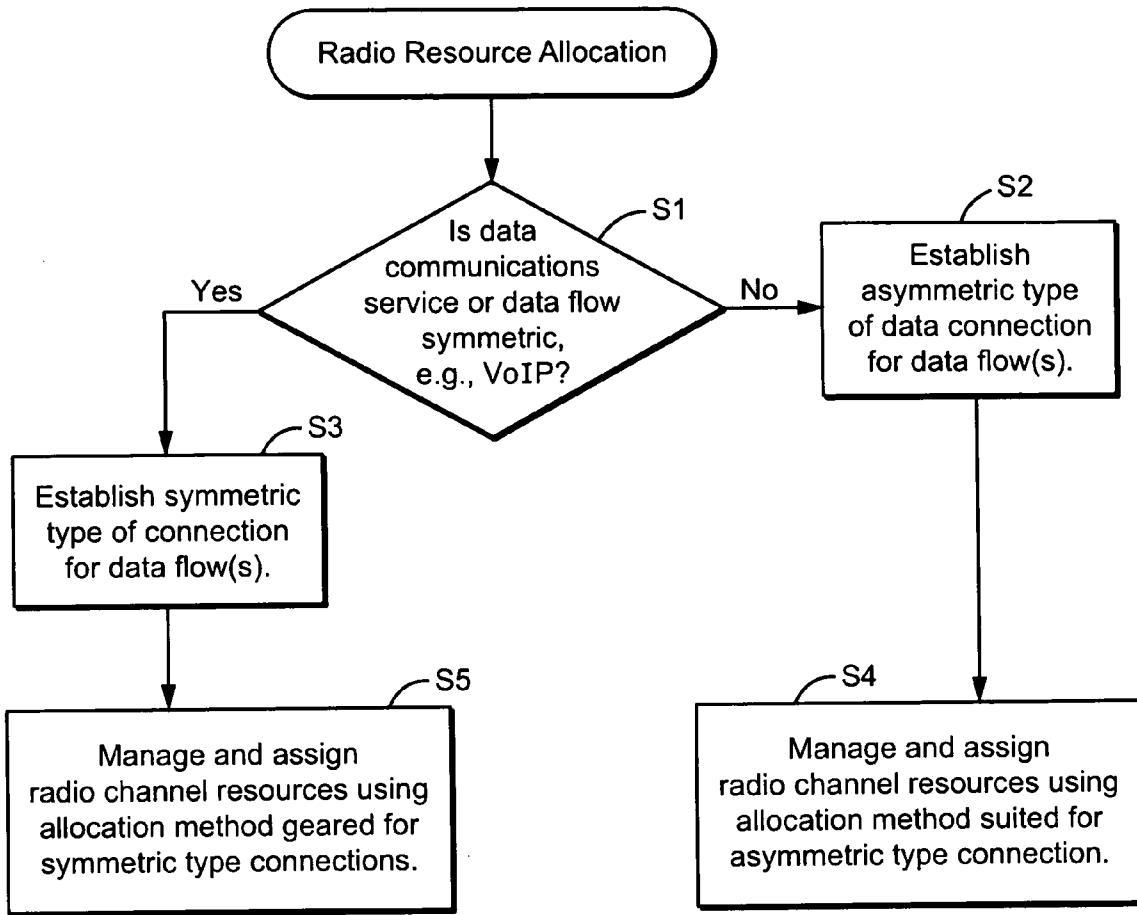 Radio Resource Allocation
S1
Is data
communications
service or data flow
symmetric,
e.g., VoIP?
Yes
No
S2
Establish
asymmetric type
of data connection
for data flow(s).
S3
Establish symmetric
type of connection
for data flow(s).
S5
Manage and assign
radio channel resources using
allocation method geared for
symmetric type connections.
S4
Manage and assign
radio channel resources using
allocation method suited for
asymmetric type connection.